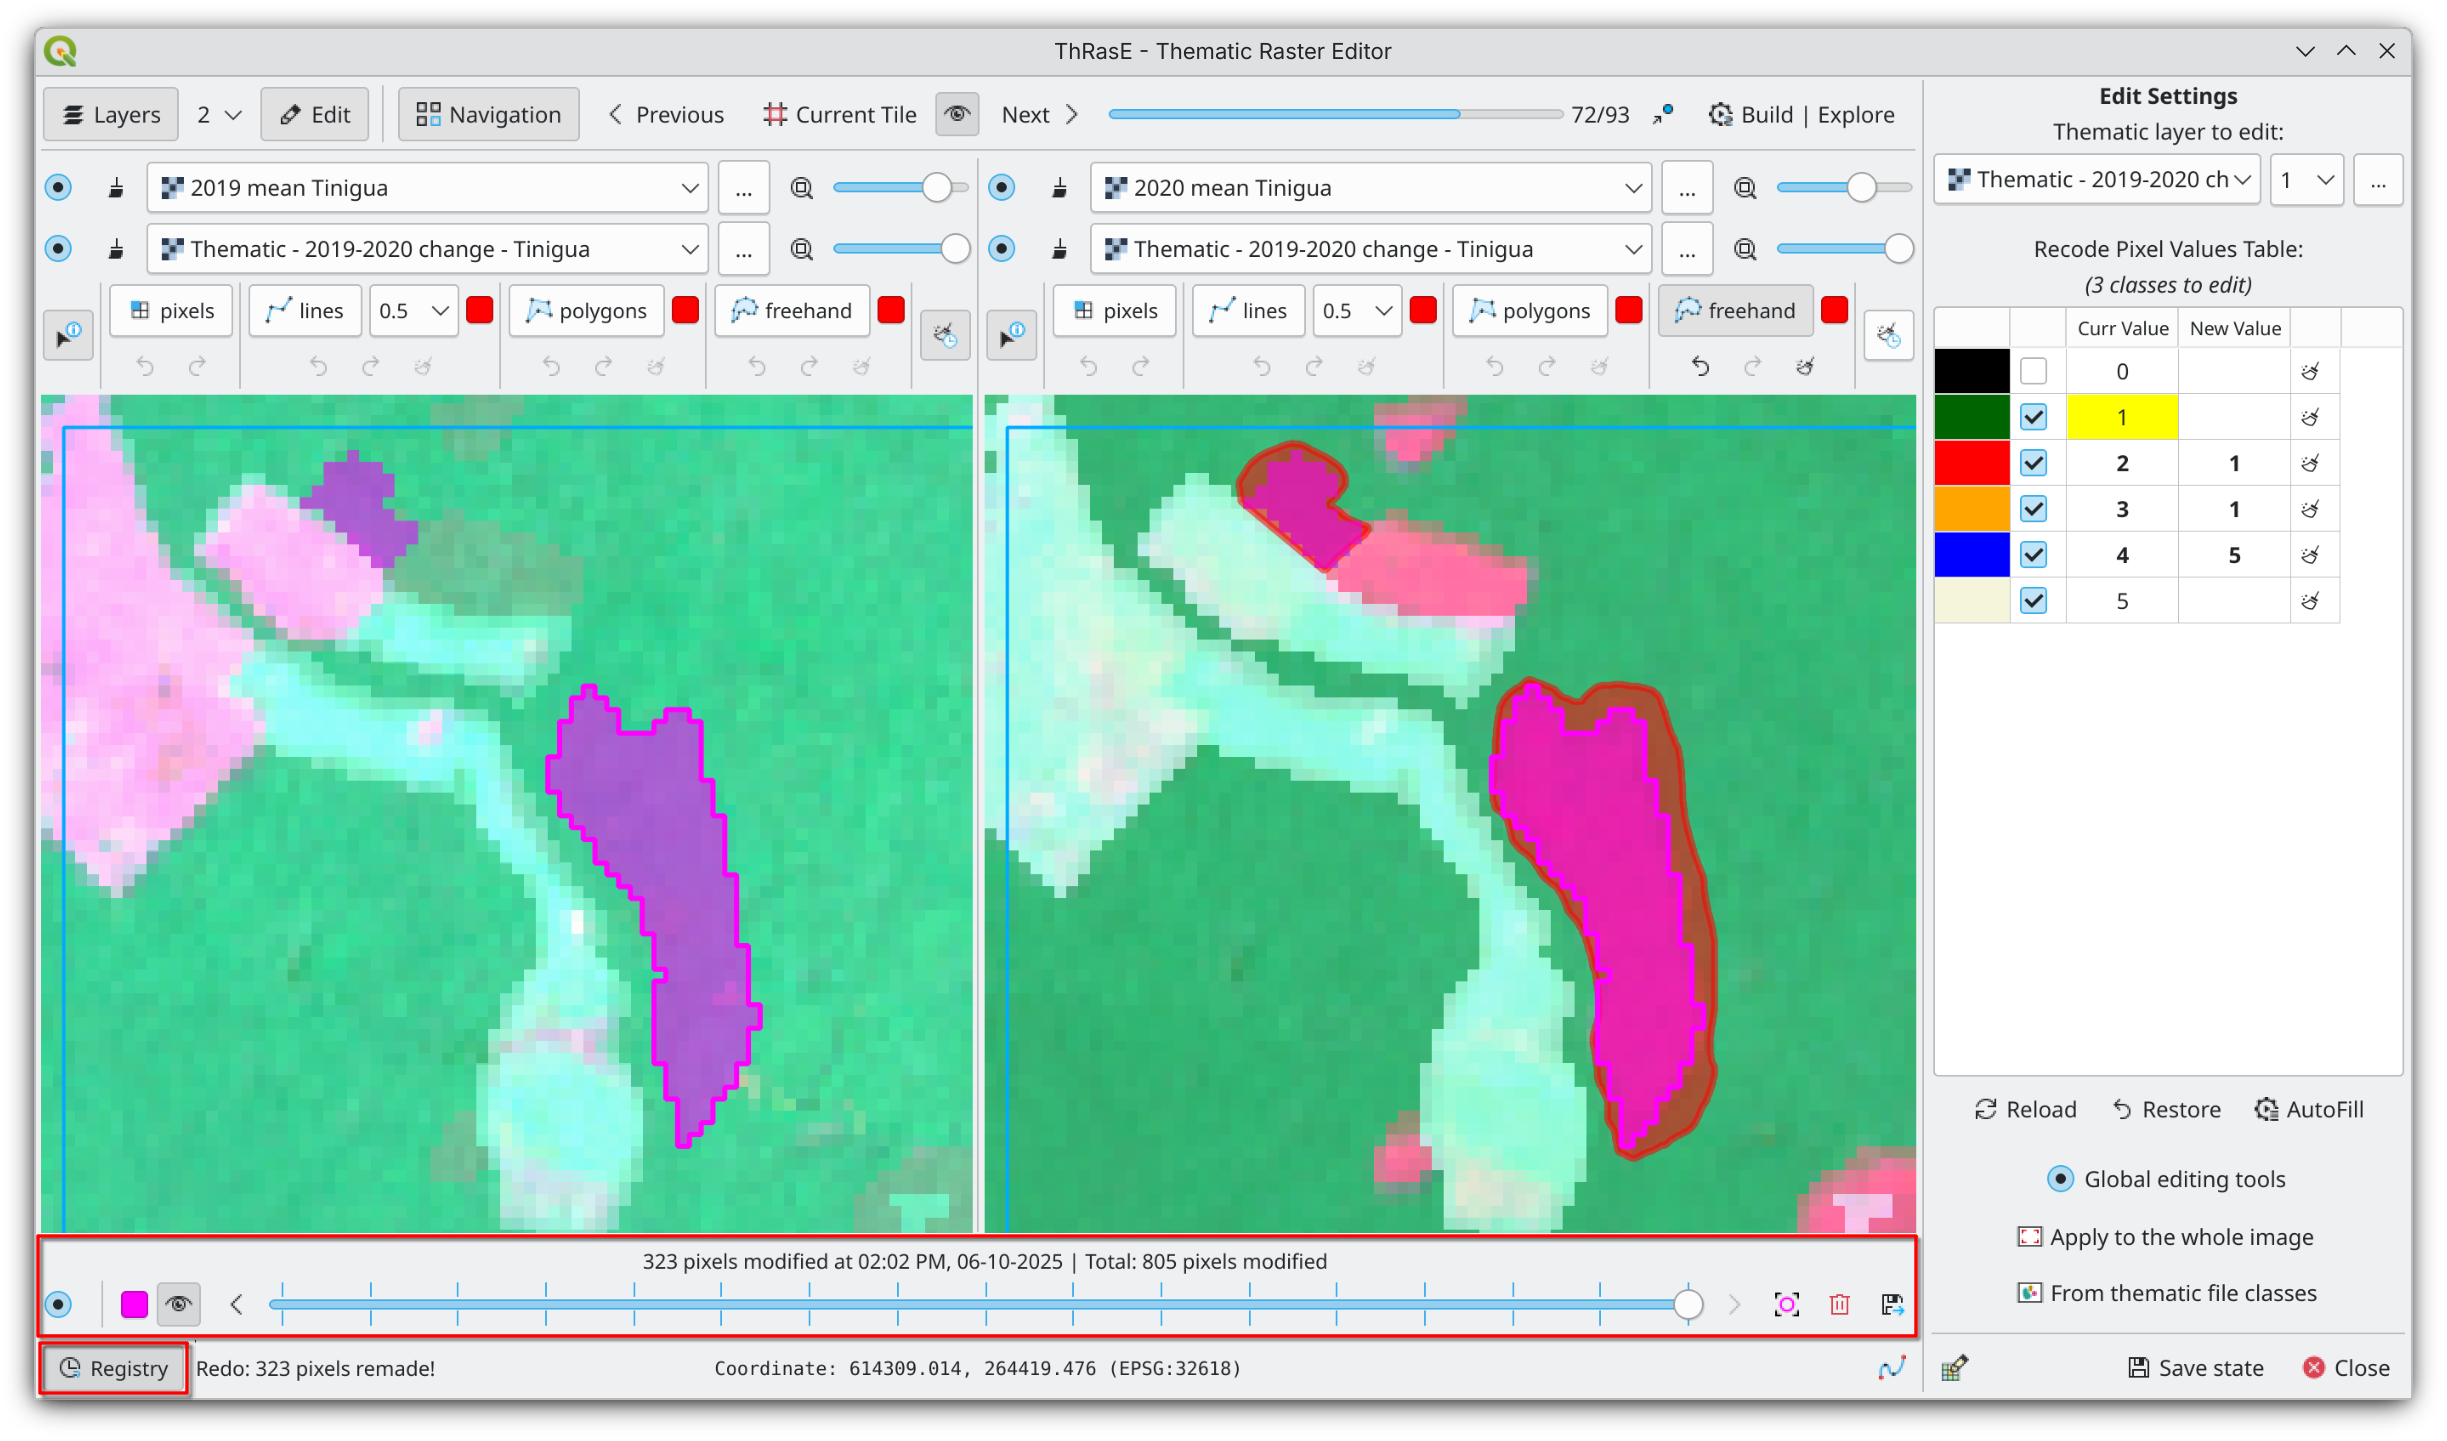 ThRasE - Thematic Raster Editor
Layers 2 Edit Navigation Previous Current Tile Next 72/93 Build | Explore
2019 mean Tinigua ...
Thematic - 2019-2020 change - Tinigua ...
pixels lines 0.5 polygons freehand
2020 mean Tinigua ...
Thematic - 2019-2020 change - Tinigua ...
pixels lines 0.5 polygons freehand
Edit Settings
Thematic layer to edit:
Thematic - 2019-2020 ch 1 ...
Recode Pixel Values Table:
(3 classes to edit)
Curr Value New Value
0
1
2 1
3 1
4 5
5
Reload Restore AutoFill
Global editing tools
Apply to the whole image
From thematic file classes
323 pixels modified at 02:02 PM, 06-10-2025 | Total: 805 pixels modified
Registry Redo: 323 pixels remade! Coordinate: 614309.014, 264419.476 (EPSG:32618)
Save state Close